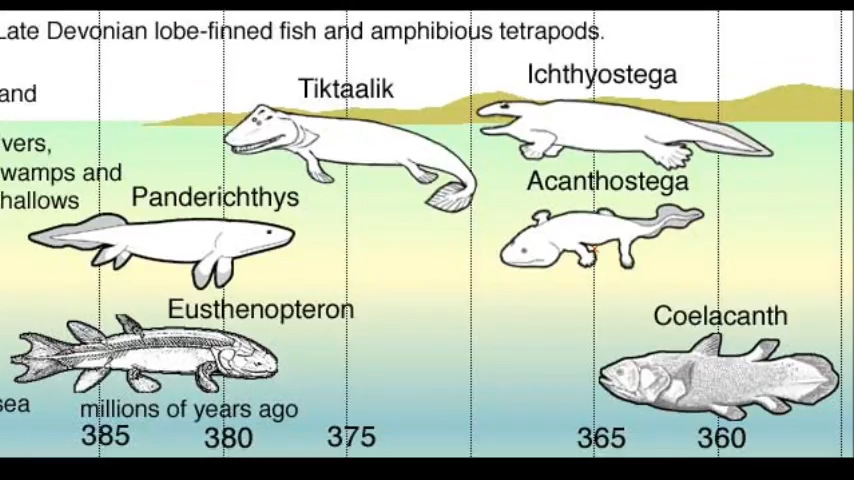 Late Devonian lobe-finned fish and amphibious tetrapods.
Ichthyostega
Tiktaalik
and
vers,
wamps and
hallows
Acanthostega
Panderichthys
Eusthenopteron
Coelacanth
sea
millions of years ago
385 380 375 365 360